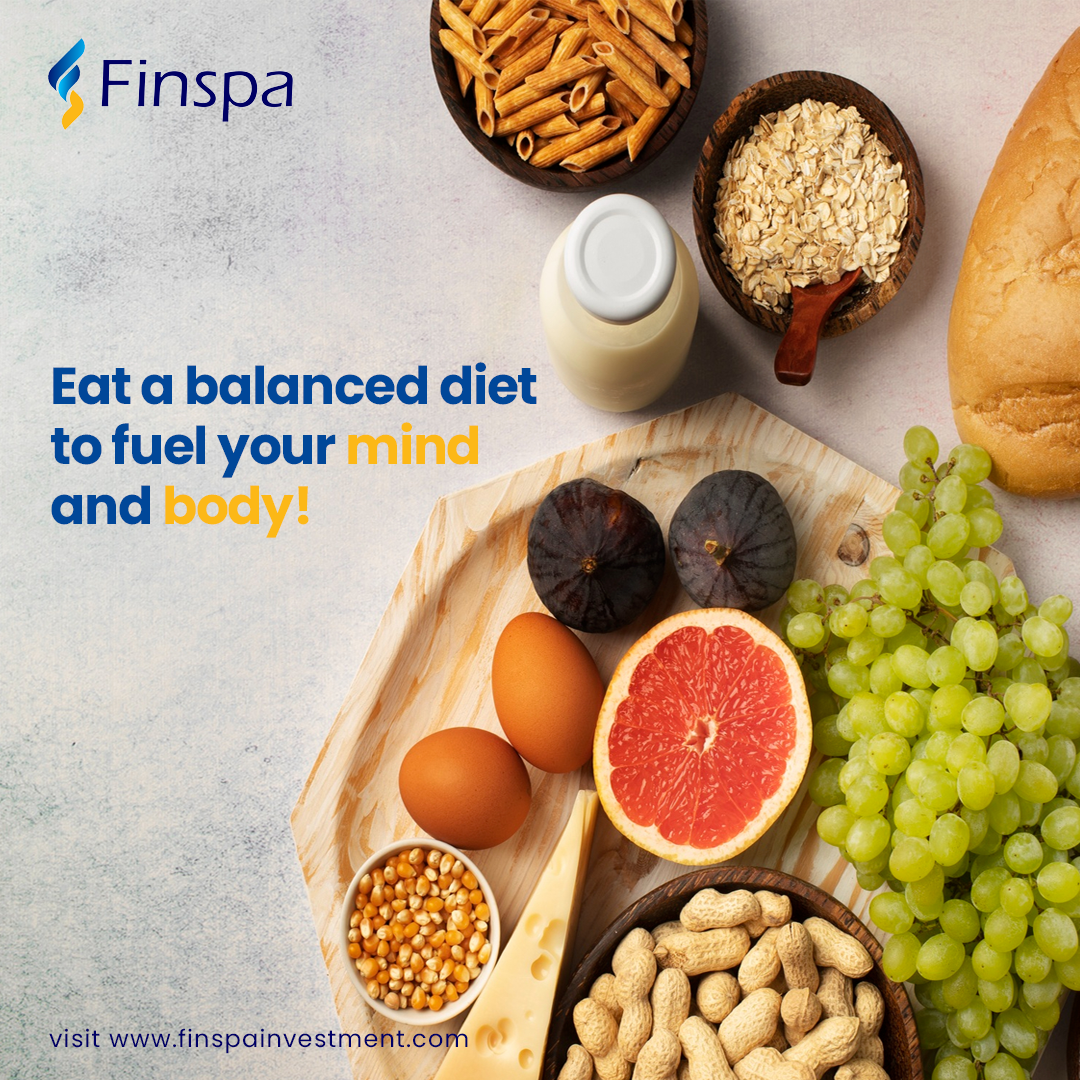 Finspa
Eat a balanced diet
to fuel your mind
and body!
visit www.finspainvestment.com